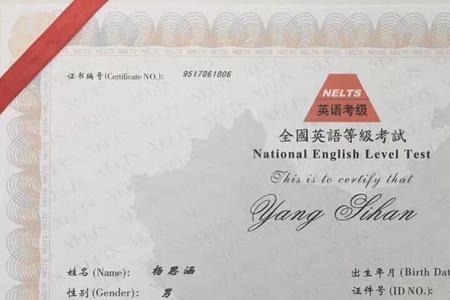 证书编号(Certificate NO.): 9517061006
NELTS
英语考级
全國英語等級考試
National English Level Test
This is to certify that
Yang Sihan
姓名(Name): 杨思涵
出生年月(Birth Dat
性别(Gender): 男
证件号(ID NO.):